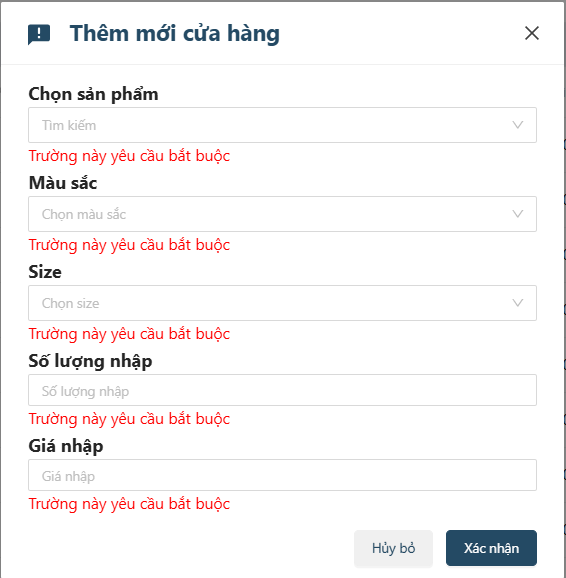 Thêm mới cửa hàng
Chọn sản phẩm
Tìm kiếm
Trường này yêu cầu bắt buộc
Màu sắc
Chọn màu sắc
Trường này yêu cầu bắt buộc
Size
Chọn size
Trường này yêu cầu bắt buộc
Số lượng nhập
Số lượng nhập
Trường này yêu cầu bắt buộc
Giá nhập
Giá nhập
Trường này yêu cầu bắt buộc
Hủy bỏ Xác nhận